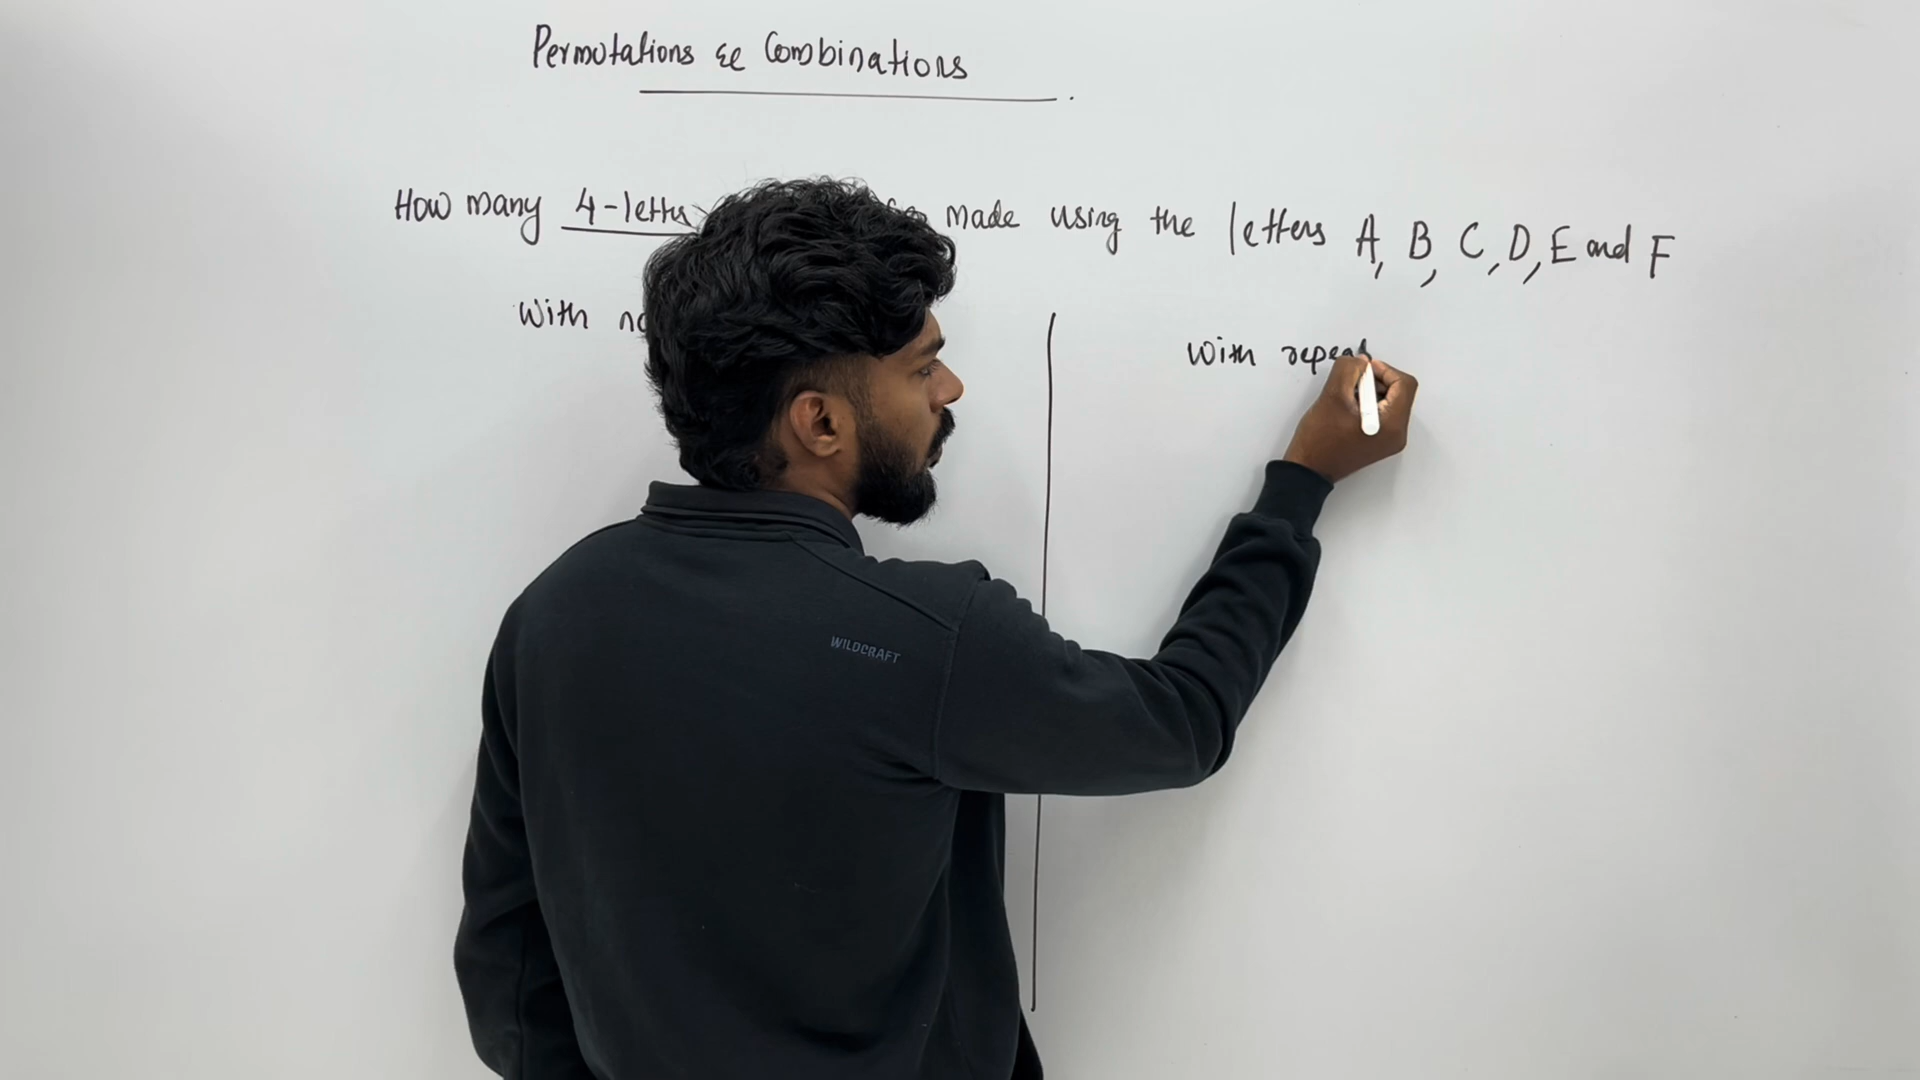 Permutations & Combinations
How many 4-letter made using the letters A, B, C, D, E and F
With
With repeat
WILDCRAFT